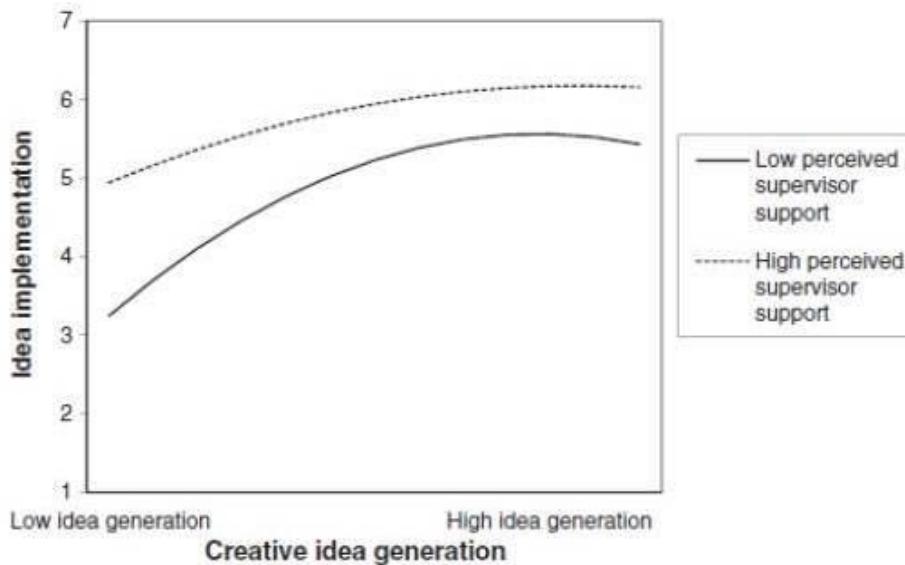 7
6
5
4
3
2
1
Idea implementation
Low idea generation
High idea generation
Creative idea generation
Low perceived
supervisor
support
High perceived
supervisor
support